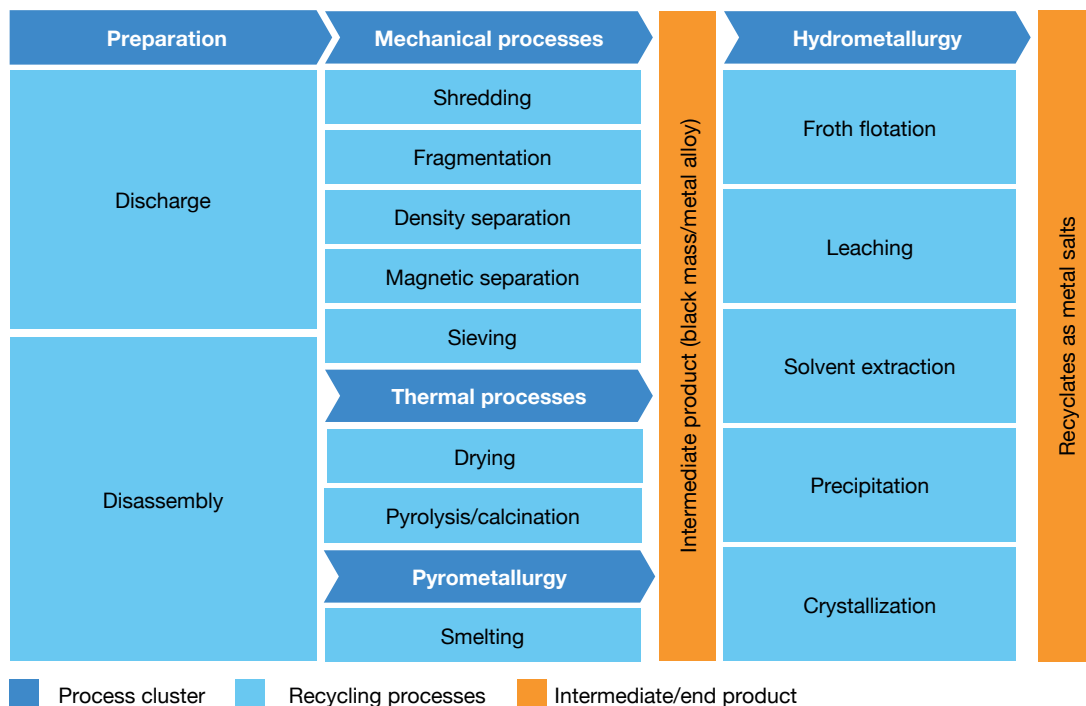 Preparation
Discharge
Disassembly
Mechanical processes
Shredding
Fragmentation
Density separation
Magnetic separation
Sieving
Thermal processes
Drying
Pyrolysis/calcination
Pyrometallurgy
Smelting
Intermediate product (black mass/metal alloy)
Hydrometallurgy
Froth flotation
Leaching
Solvent extraction
Precipitation
Crystallization
Recyclates as metal salts
Process cluster
Recycling processes
Intermediate/end product